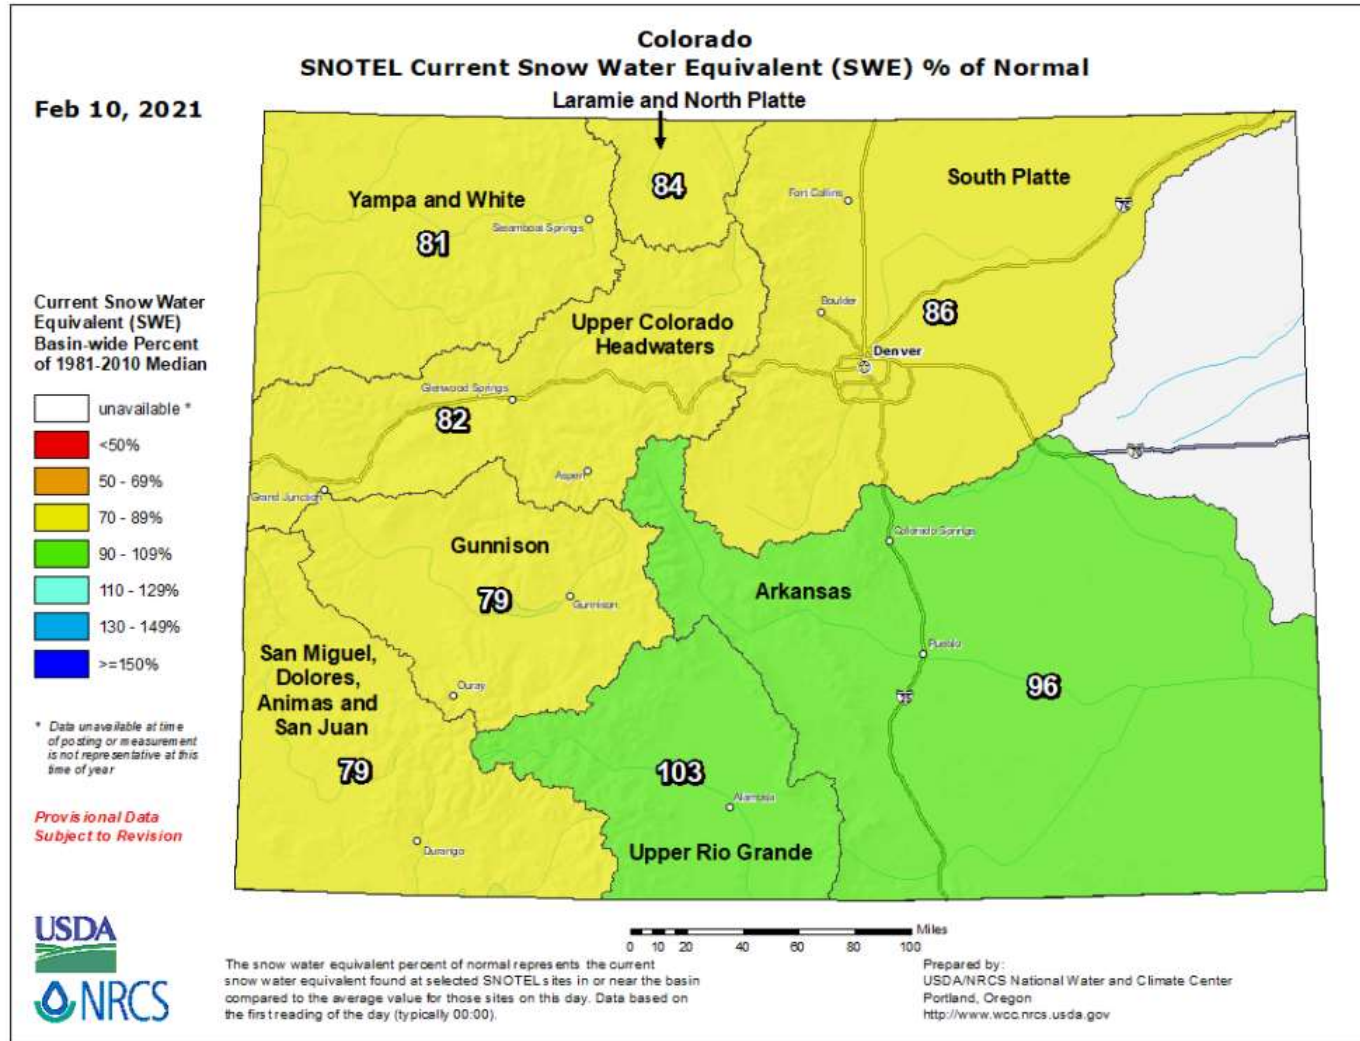 Colorado
SNOTEL Current Snow Water Equivalent (SWE) % of Normal
Feb 10, 2021
Laramie and North Platte
84
South Platte
Fort Collins
76
Yampa and White
Steamboat Springs
81
Current Snow Water
Equivalent (SWE)
Basin-wide Percent
of 1981-2010 Median
unavailable *
<50%
50 - 69%
70 - 89%
90 - 109%
110 - 129%
130 - 149%
>=150%
Boulder
86
Upper Colorado
Headwaters
Denver
Glenwood Springs
82
70
Aspen
Grand Junction
Colorado Springs
Gunnison
79
Gunnison
Arkansas
Pueblo
San Miguel,
Dolores,
Animas and
San Juan
79
Ouray
96
103
Alamosa
Durango
Upper Rio Grande
* Data unavailable at time
of posting or measurement
is not representative at this
time of year
Provisional Data
Subject to Revision
USDA
NRCS
Miles
0 10 20 40 60 80 100
The snow water equivalent percent of normal represents the current
snow water equivalent found at selected SNOTEL sites in or near the basin
compared to the average value for those sites on this day. Data based on
the first reading of the day (typically 00:00).
Prepared by:
USDA/NRCS National Water and Climate Center
Portland, Oregon
http://www.wcc.nrcs.usda.gov